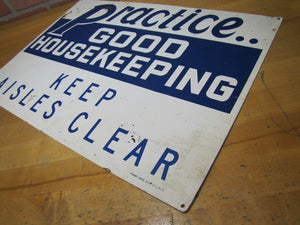 Practice..
GOOD
HOUSEKEEPING
KEEP
AISLES CLEAR